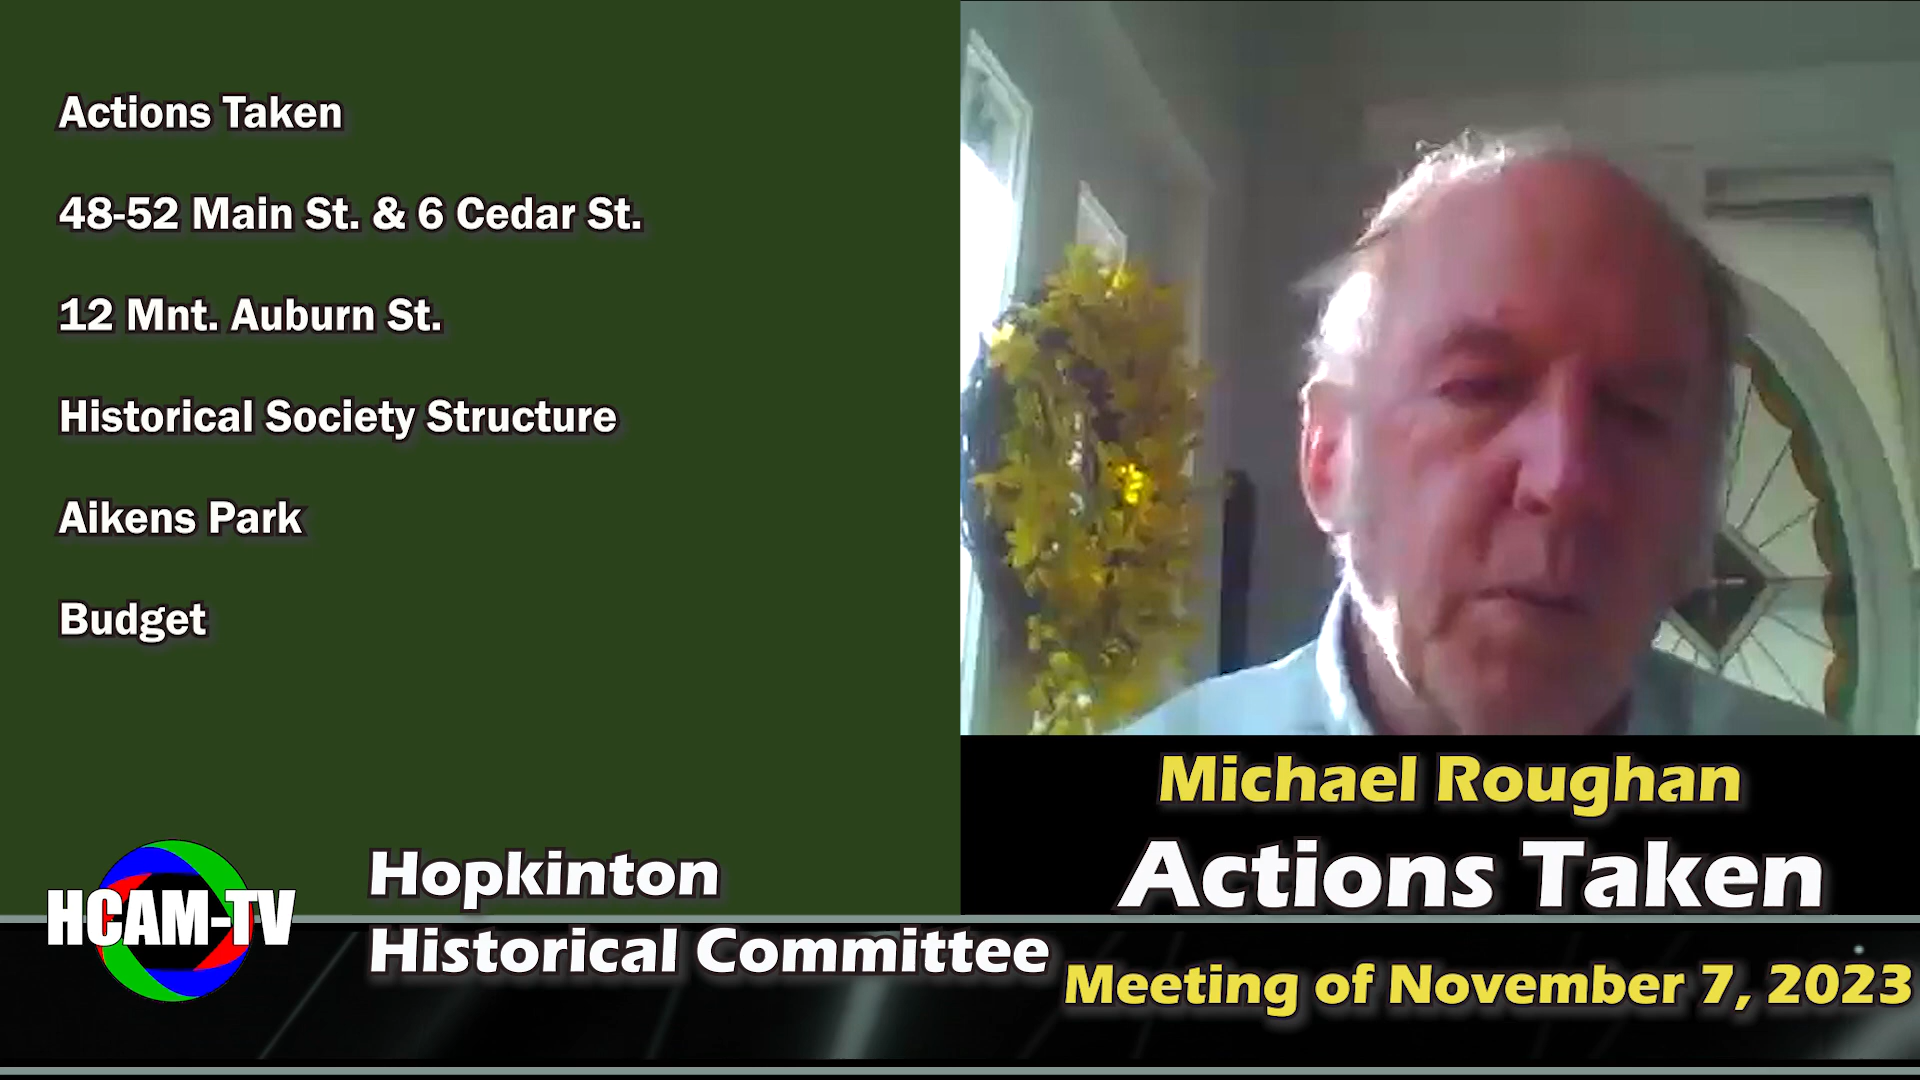 Actions Taken
48-52 Main St. & 6 Cedar St.
12 Mnt. Auburn St.
Historical Society Structure
Aikens Park
Budget
Michael Roughan
Actions Taken
HCAM-TV
Hopkinton
Historical Committee
Meeting of November 7, 2023